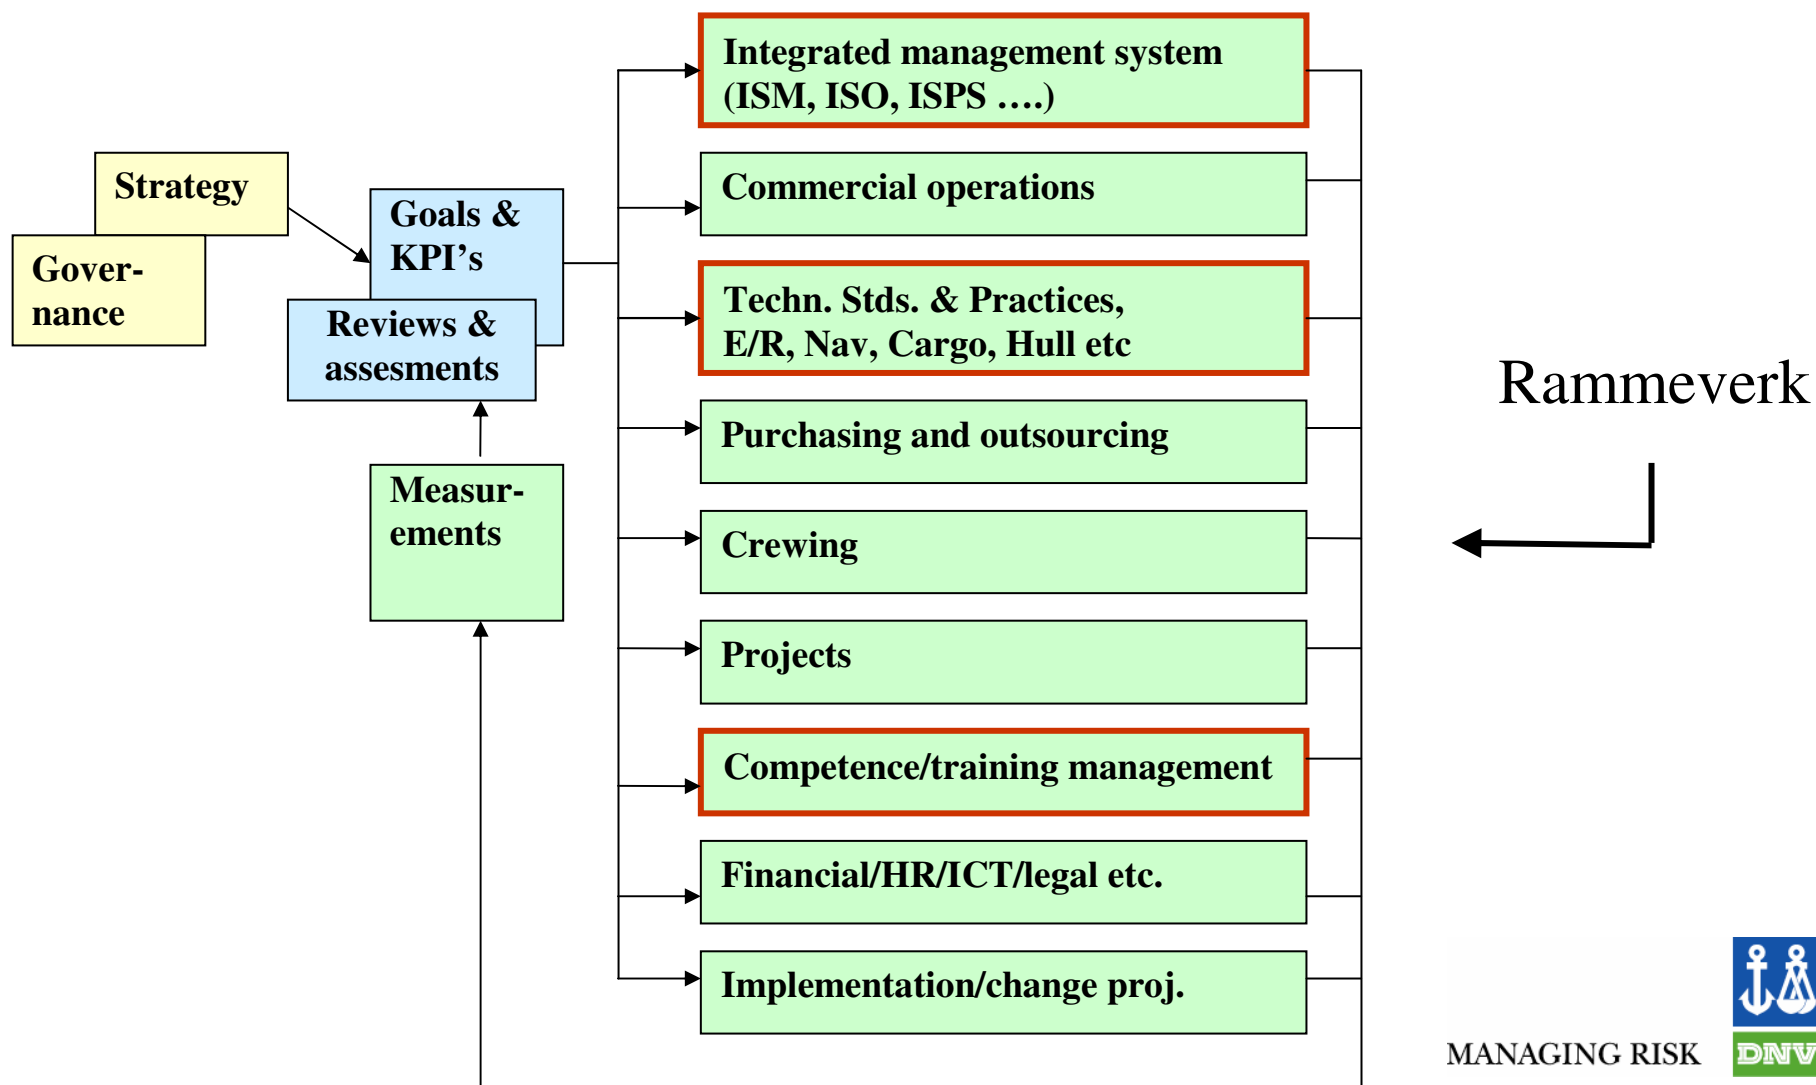 Integrated management system
(ISM, ISO, ISPS ….)
Strategy
Commercial operations
Goals &
KPI’s
Gover-
nance
Techn. Stds. & Practices,
E/R, Nav, Cargo, Hull etc
Reviews &
assesments
Rammeverk
Purchasing and outsourcing
Measur-
ements
Crewing
Projects
Competence/training management
Financial/HR/ICT/legal etc.
Implementation/change proj.
MANAGING RISK
DNV